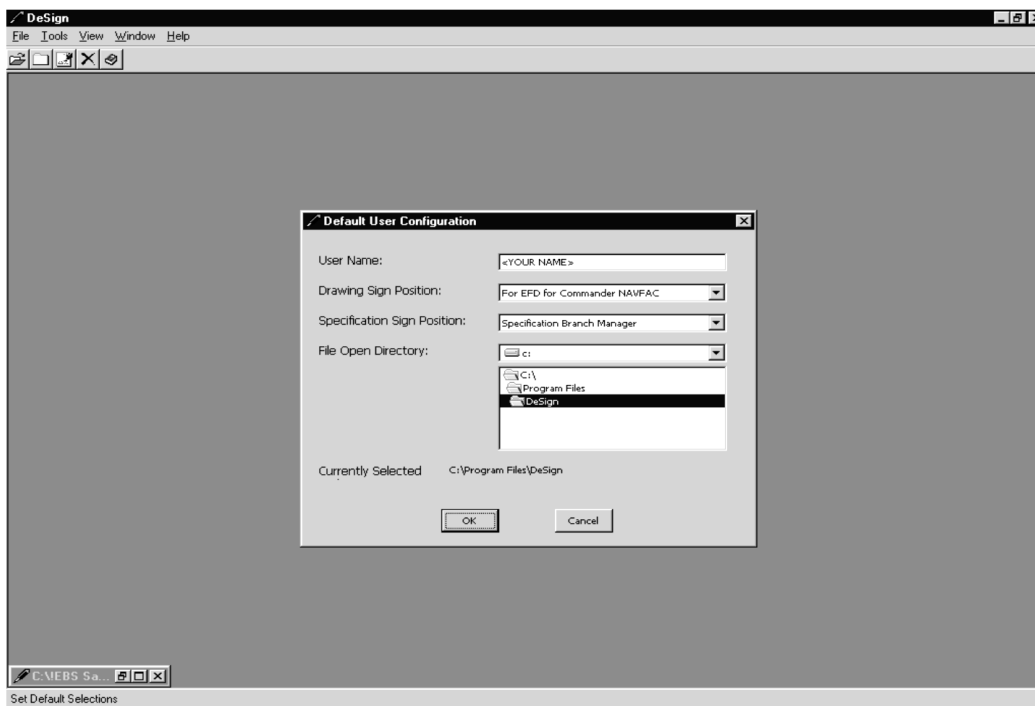 DeSign
File Tools View Window Help
Default User Configuration
User Name: <YOUR NAME>
Drawing Sign Position: For EFD for Commander NAVFAC
Specification Sign Position: Specification Branch Manager
File Open Directory: c:
C:\
Program Files
DeSign
Currently Selected C:\Program Files\DeSign
OK Cancel
C:\IEBS Sa...
Set Default Selections